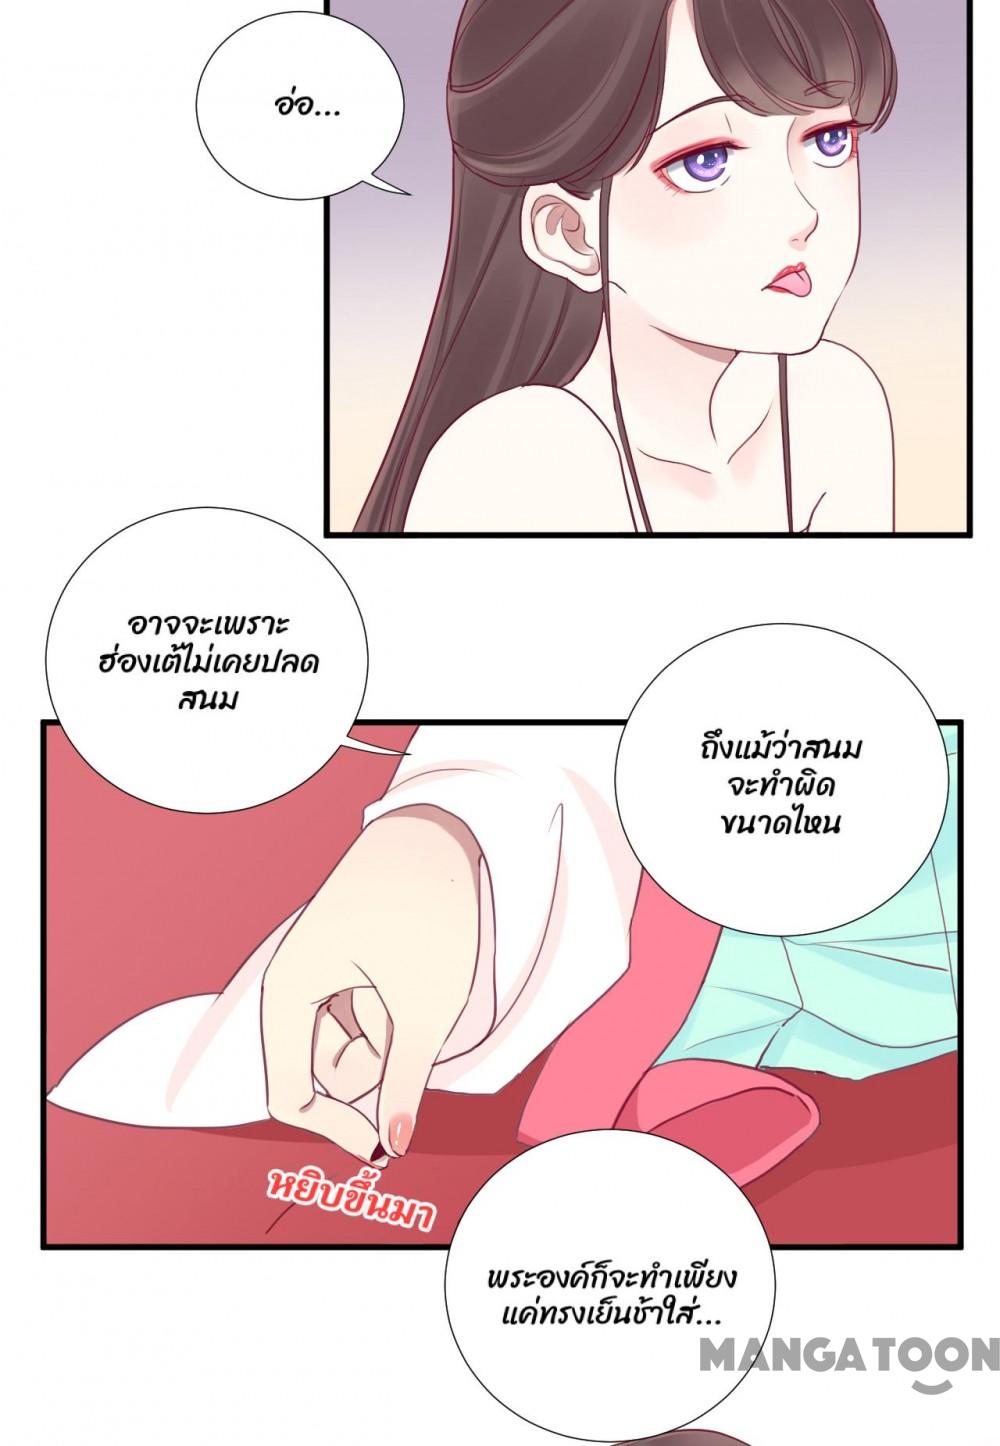 อ่อ...
อาจจะเพราะ
ฮ่องเต้ไม่เคยปลด
สนม
ถึงแม้ว่าสนม
จะทำผิด
ขนาดไหน
หยิบขึ้นมา
พระองค์ก็จะทำเพียง
แค่ทรงเย็นช้าใส่...
MANGATOON